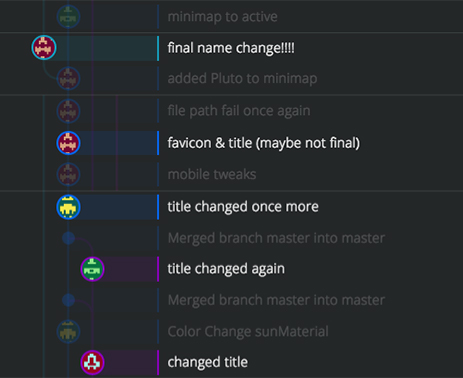 minimap to active
final name change!!!!
added Pluto to minimap
file path fail once again
favicon & title (maybe not final)
mobile tweaks
title changed once more
Merged branch master into master
title changed again
Merged branch master into master
Color Change sunMaterial
changed title